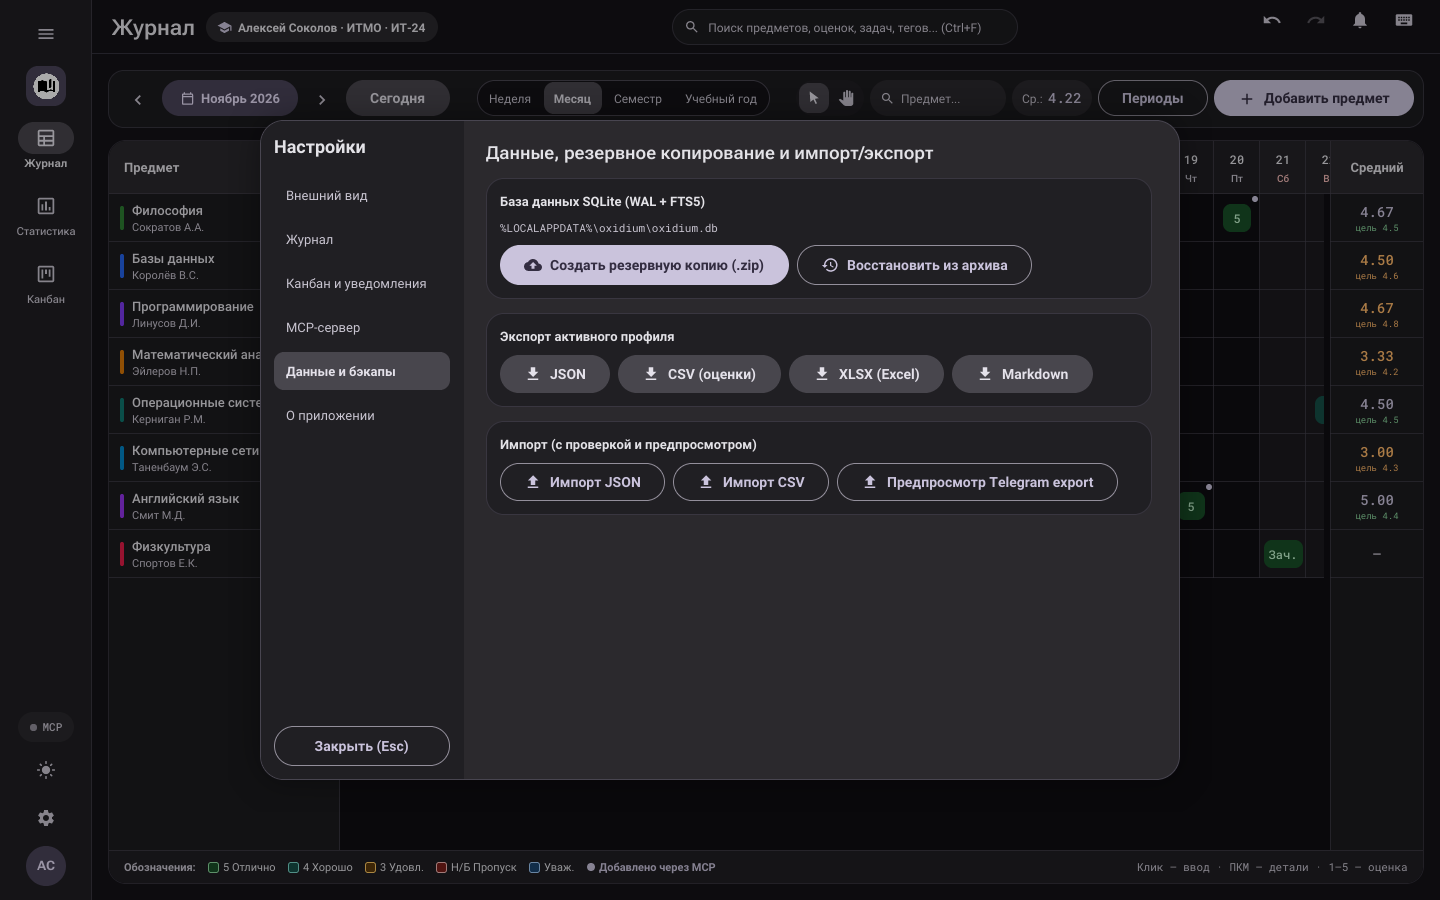 Журнал
Алексей Соколов · ИТМО · ИТ-24
Поиск предметов, оценок, задач, тегов... (Ctrl+F)
Ноябрь 2026
Сегодня
Неделя
Месяц
Семестр
Учебный год
Предмет...
Ср.: 4.22
Периоды
Добавить предмет
Журнал
Статистика
Канбан
MCP
АС
Предмет
19
Чт
20
Пт
21
Сб
Средний
Философия
Сократов А.А.
5
4.67
цель 4.5
Базы данных
Королёв В.С.
4.50
цель 4.6
Программирование
Линусов Д.И.
4.67
цель 4.8
Математический ана
Эйлеров Н.П.
3.33
цель 4.2
Операционные систе
Керниган Р.М.
4.50
цель 4.5
Компьютерные сети
Таненбаум Э.С.
3.00
цель 4.3
Английский язык
Смит М.Д.
5
5.00
цель 4.4
Физкультура
Спортов Е.К.
Зач.
—
Настройки
Внешний вид
Журнал
Канбан и уведомления
MCP-сервер
Данные и бэкапы
О приложении
Закрыть (Esc)
Данные, резервное копирование и импорт/экспорт
База данных SQLite (WAL + FTS5)
%LOCALAPPDATA%\oxidium\oxidium.db
Создать резервную копию (.zip)
Восстановить из архива
Экспорт активного профиля
JSON
CSV (оценки)
XLSX (Excel)
Markdown
Импорт (с проверкой и предпросмотром)
Импорт JSON
Импорт CSV
Предпросмотр Telegram export
Обозначения:
5 Отлично
4 Хорошо
3 Удовл.
Н/Б Пропуск
Уваж.
Добавлено через MCP
Клик — ввод · ПКМ — детали · 1–5 — оценка